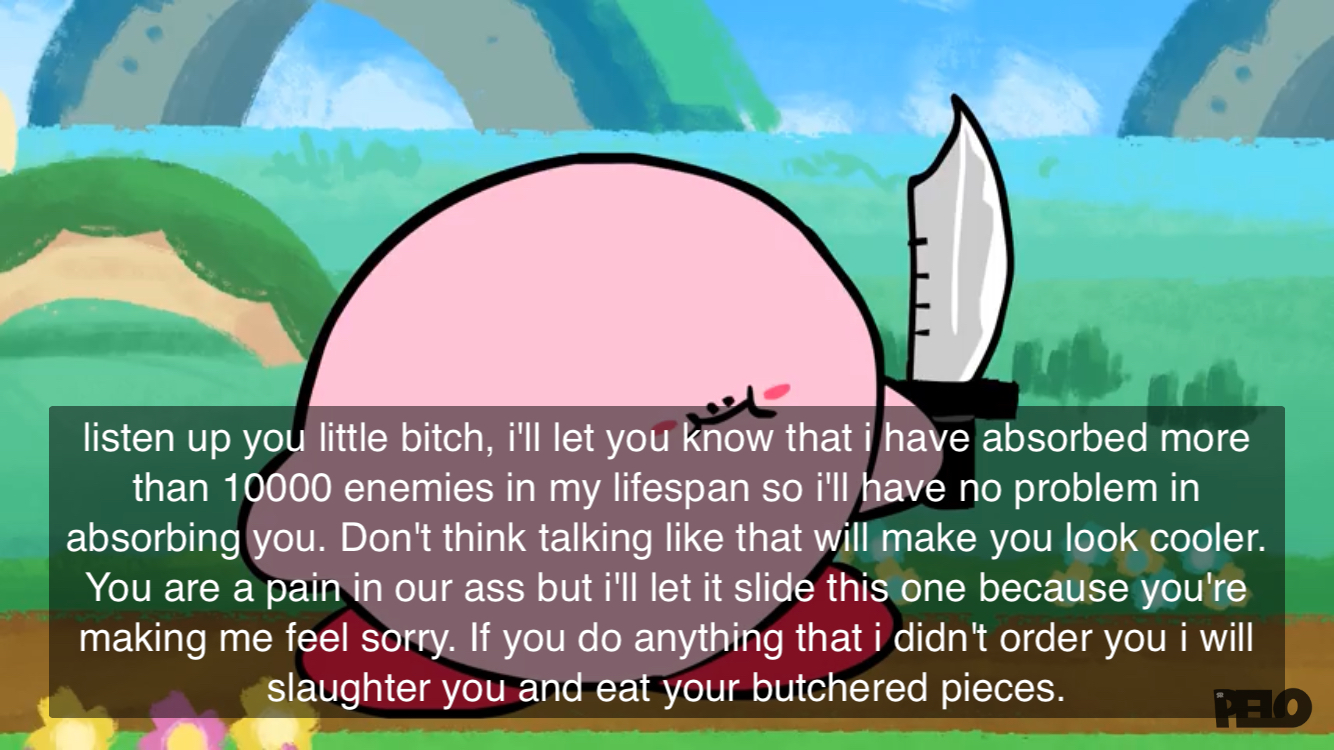 listen up you little bitch, i'll let you know that i have absorbed more
than 10000 enemies in my lifespan so i'll have no problem in
absorbing you. Don't think talking like that will make you look cooler.
You are a pain in our ass but i'll let it slide this one because you're
making me feel sorry. If you do anything that i didn't order you i will
slaughter you and eat your butchered pieces.
PELO